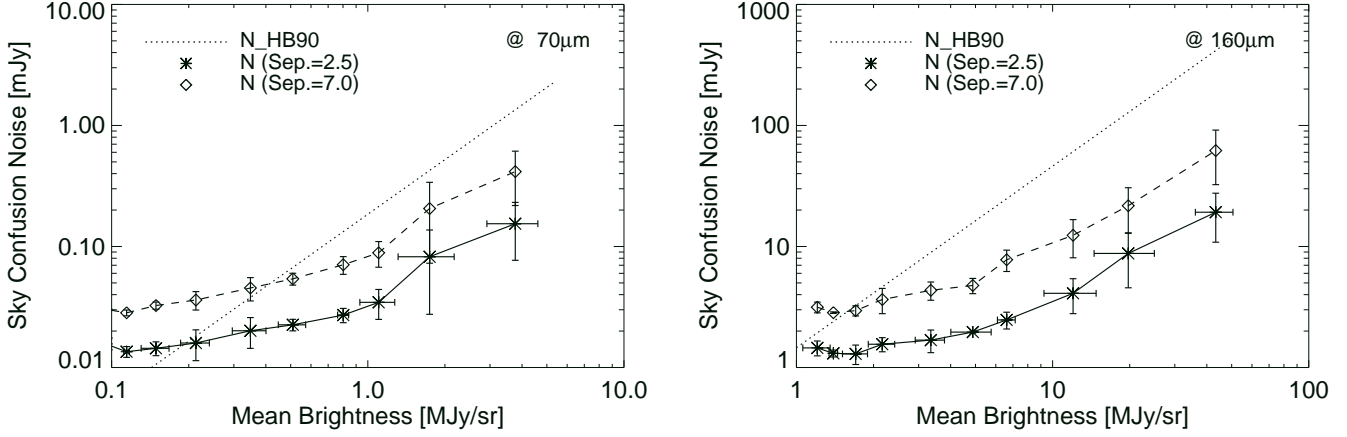 10.00
1.00
0.10
0.01
Sky Confusion Noise [mJy]
N_HB90
N (Sep.=2.5)
N (Sep.=7.0)
@ 70μm
0.1 1.0 10.0
Mean Brightness [MJy/sr]
1000
100
10
1
Sky Confusion Noise [mJy]
N_HB90
N (Sep.=2.5)
N (Sep.=7.0)
@ 160μm
1 10 100
Mean Brightness [MJy/sr]